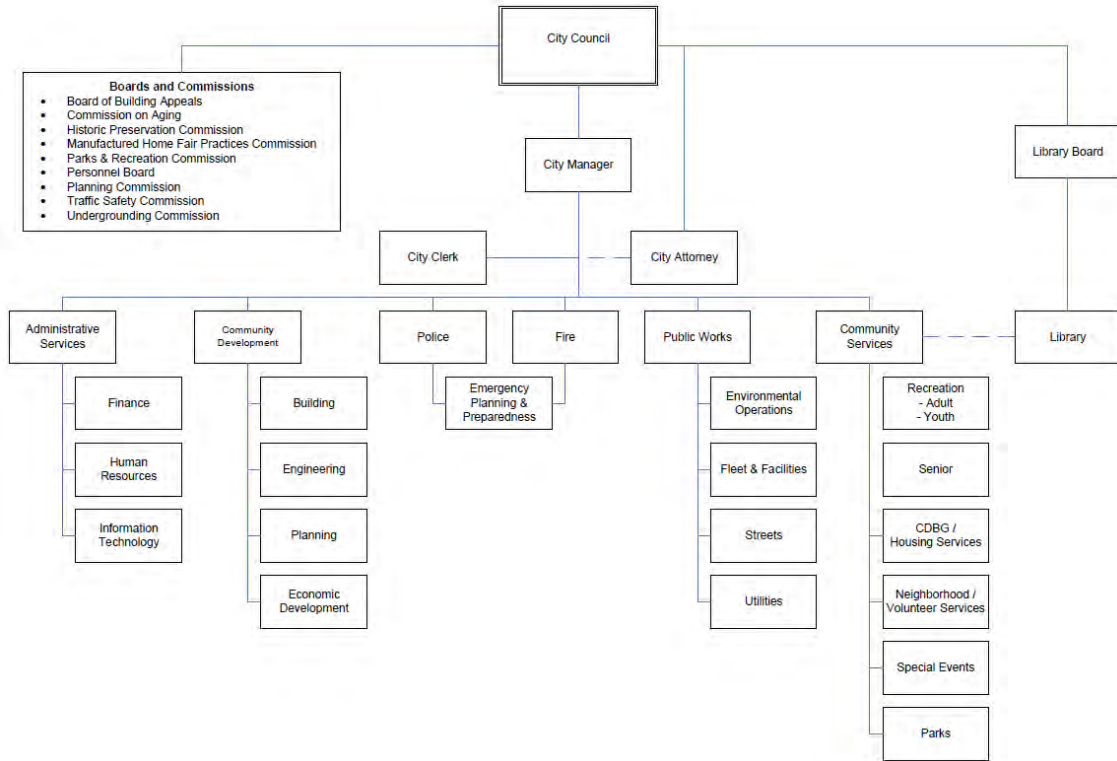 City Council
Boards and Commissions
• Board of Building Appeals
• Commission on Aging
• Historic Preservation Commission
• Manufactured Home Fair Practices Commission
• Parks & Recreation Commission
• Personnel Board
• Planning Commission
• Traffic Safety Commission
• Undergrounding Commission
City Manager
Library Board
City Clerk
City Attorney
Administrative
Services
Community
Development
Police
Fire
Public Works
Community
Services
Library
Finance
Human
Resources
Information
Technology
Building
Engineering
Planning
Economic
Development
Emergency
Planning &
Preparedness
Environmental
Operations
Fleet & Facilities
Streets
Utilities
Recreation
- Adult
- Youth
Senior
CDBG /
Housing Services
Neighborhood /
Volunteer Services
Special Events
Parks